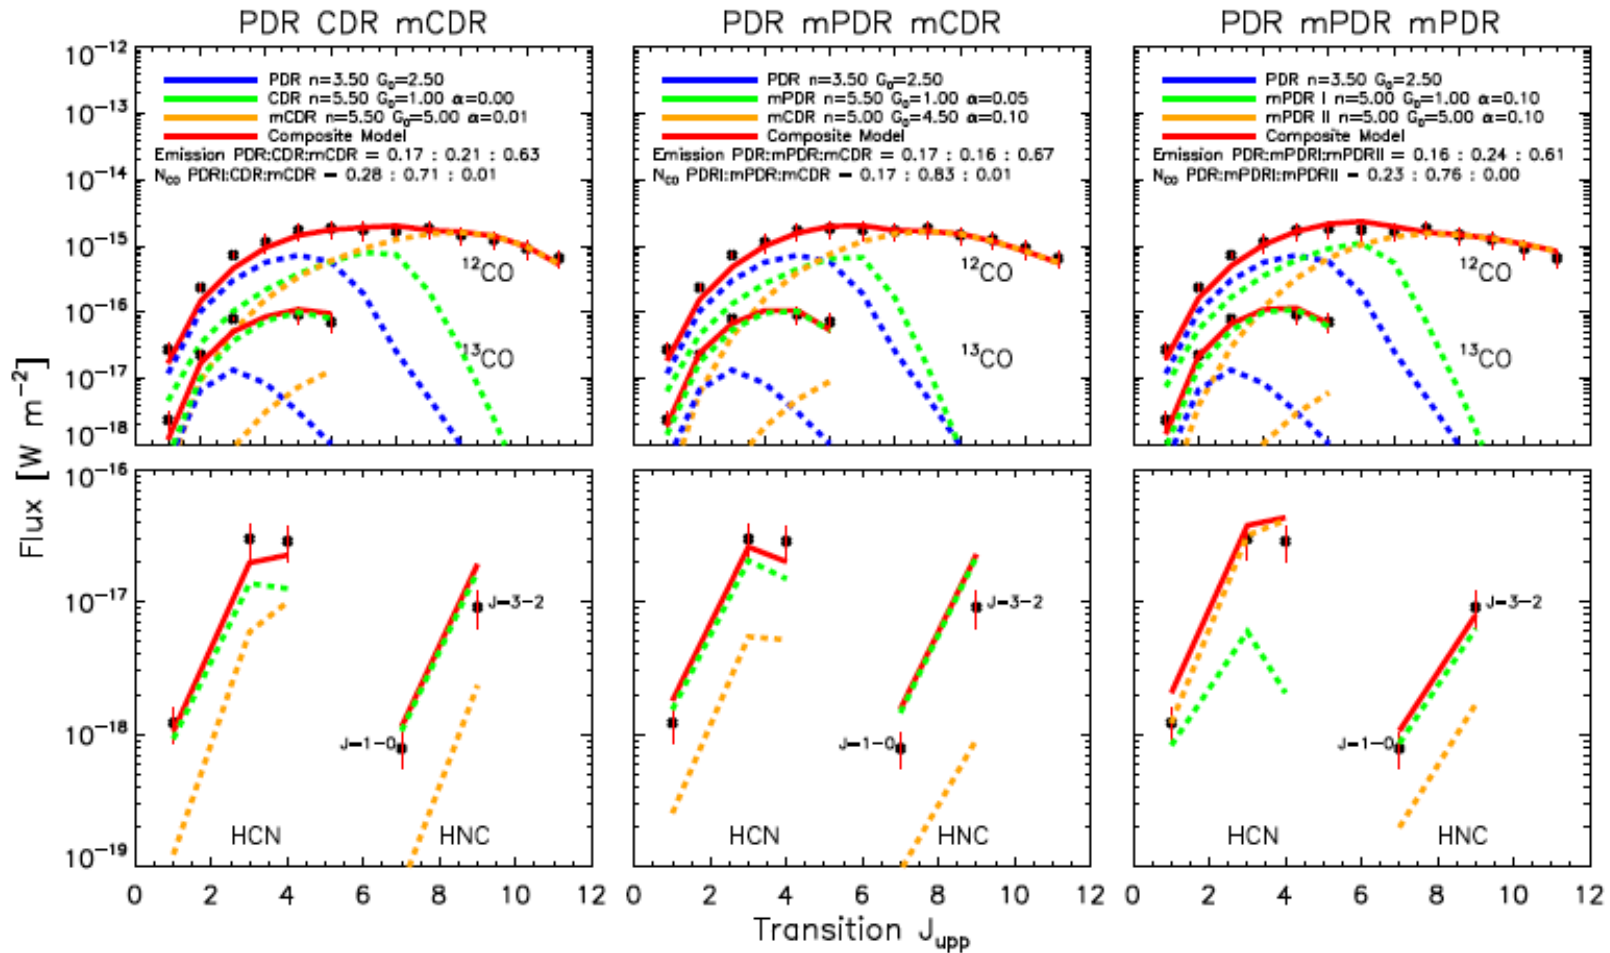 PDR CDR mCDR
PDR mPDR mCDR
PDR mPDR mPDR
10⁻¹²
10⁻¹³
10⁻¹⁴
10⁻¹⁵
10⁻¹⁶
10⁻¹⁷
10⁻¹⁸
PDR n=3.50 G₀=2.50
CDR n=5.50 G₀=1.00 α=0.00
mCDR n=5.50 G₀=5.00 α=0.01
Composite Model
Emission PDR:CDR:mCDR = 0.17 : 0.21 : 0.63
N_CO PDRI:CDR:mCDR = 0.28 : 0.71 : 0.01
¹²CO
¹³CO
PDR n=3.50 G₀=2.50
mPDR n=5.50 G₀=1.00 α=0.05
mCDR n=5.00 G₀=4.50 α=0.10
Composite Model
Emission PDR:mPDR:mCDR = 0.17 : 0.16 : 0.67
N_CO PDRI:mPDR:mCDR = 0.17 : 0.83 : 0.01
¹²CO
¹³CO
PDR n=3.50 G₀=2.50
mPDR I n=5.00 G₀=1.00 α=0.10
mPDR II n=5.00 G₀=5.00 α=0.10
Composite Model
Emission PDR:mPDRI:mPDRII = 0.16 : 0.24 : 0.61
N_CO PDR:mPDRI:mPDRII = 0.23 : 0.76 : 0.00
¹²CO
¹³CO
Flux [W m⁻²]
10⁻¹⁶
10⁻¹⁷
10⁻¹⁸
10⁻¹⁹
J=3-2
J=1-0
HCN
HNC
J=3-2
J=1-0
HCN
HNC
J=3-2
J=1-0
HCN
HNC
0 2 4 6 8 10 12
0 2 4 6 8 10 12
0 2 4 6 8 10 12
Transition J_upp